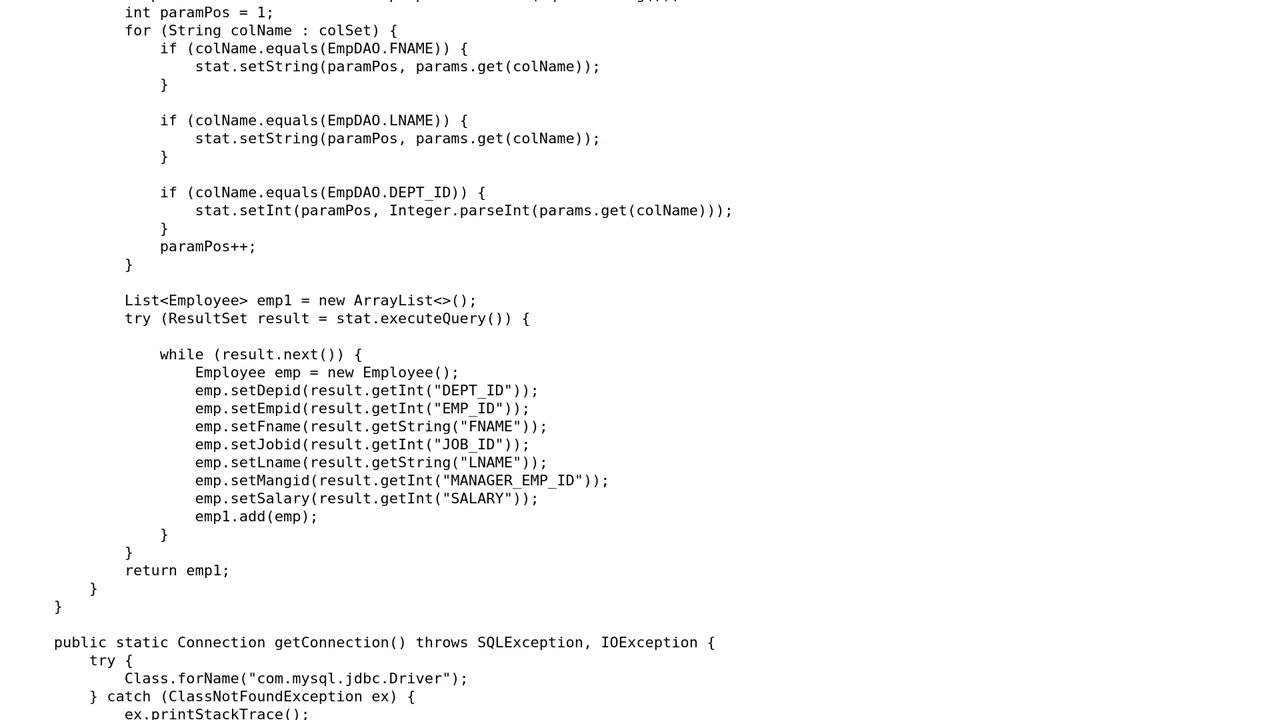 int paramPos = 1;
for (String colName : colSet) {
if (colName.equals(EmpDAO.FNAME)) {
stat.setString(paramPos, params.get(colName));
}
if (colName.equals(EmpDAO.LNAME)) {
stat.setString(paramPos, params.get(colName));
}
if (colName.equals(EmpDAO.DEPT_ID)) {
stat.setInt(paramPos, Integer.parseInt(params.get(colName)));
}
paramPos++;
}
List<Employee> emp1 = new ArrayList<>();
try (ResultSet result = stat.executeQuery()) {
while (result.next()) {
Employee emp = new Employee();
emp.setDepid(result.getInt("DEPT_ID"));
emp.setEmpid(result.getInt("EMP_ID"));
emp.setFname(result.getString("FNAME"));
emp.setJobid(result.getInt("JOB_ID"));
emp.setLname(result.getString("LNAME"));
emp.setMangid(result.getInt("MANAGER_EMP_ID"));
emp.setSalary(result.getInt("SALARY"));
emp1.add(emp);
}
}
return emp1;
}
}
public static Connection getConnection() throws SQLException, IOException {
try {
Class.forName("com.mysql.jdbc.Driver");
} catch (ClassNotFoundException ex) {
ex.printStackTrace();